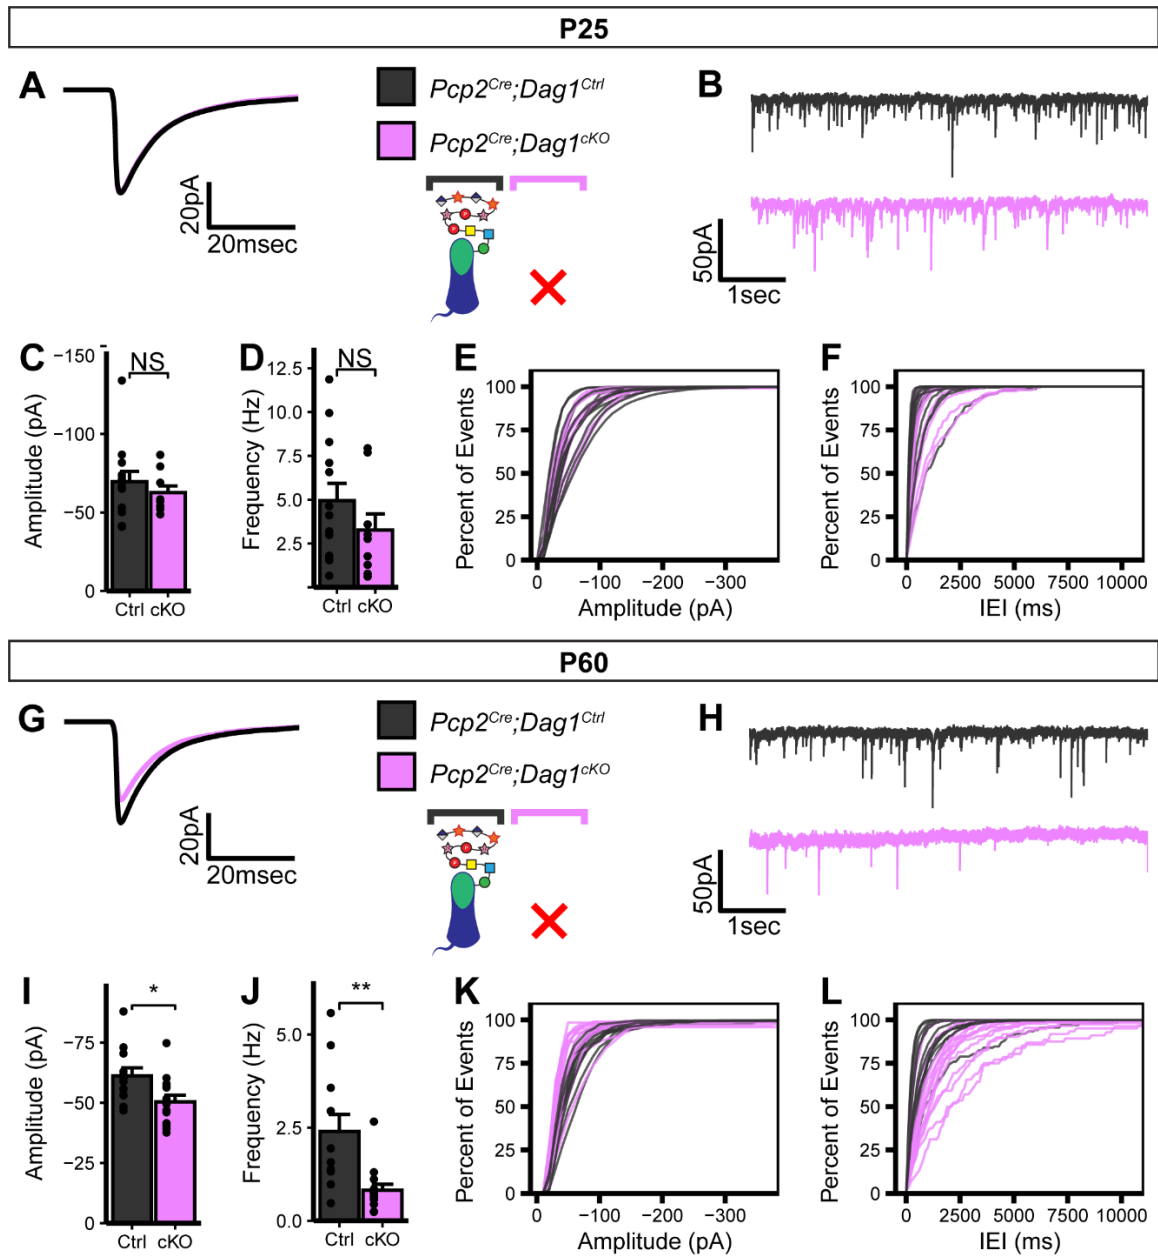 P25
A
Pcp2Cre;Dag1Ctrl
Pcp2Cre;Dag1cKO
20pA
20msec
P
P
B
50pA
1sec
C
Amplitude (pA)
−150
−100
−50
0
NS
Ctrl cKO
D
Frequency (Hz)
12.5
10.0
7.5
5.0
2.5
NS
Ctrl cKO
E
Percent of Events
100
75
50
25
0
0 −100 −200 −300
Amplitude (pA)
F
Percent of Events
100
75
50
25
0
0 2500 5000 7500 10000
IEI (ms)
P60
G
Pcp2Cre;Dag1Ctrl
Pcp2Cre;Dag1cKO
20pA
20msec
P
P
H
50pA
1sec
I
Amplitude (pA)
−75
−50
−25
0
*
Ctrl cKO
J
Frequency (Hz)
5.0
2.5
0.0
**
Ctrl cKO
K
Percent of Events
100
75
50
25
0
0 −100 −200 −300
Amplitude (pA)
L
Percent of Events
100
75
50
25
0
0 2500 5000 7500 10000
IEI (ms)